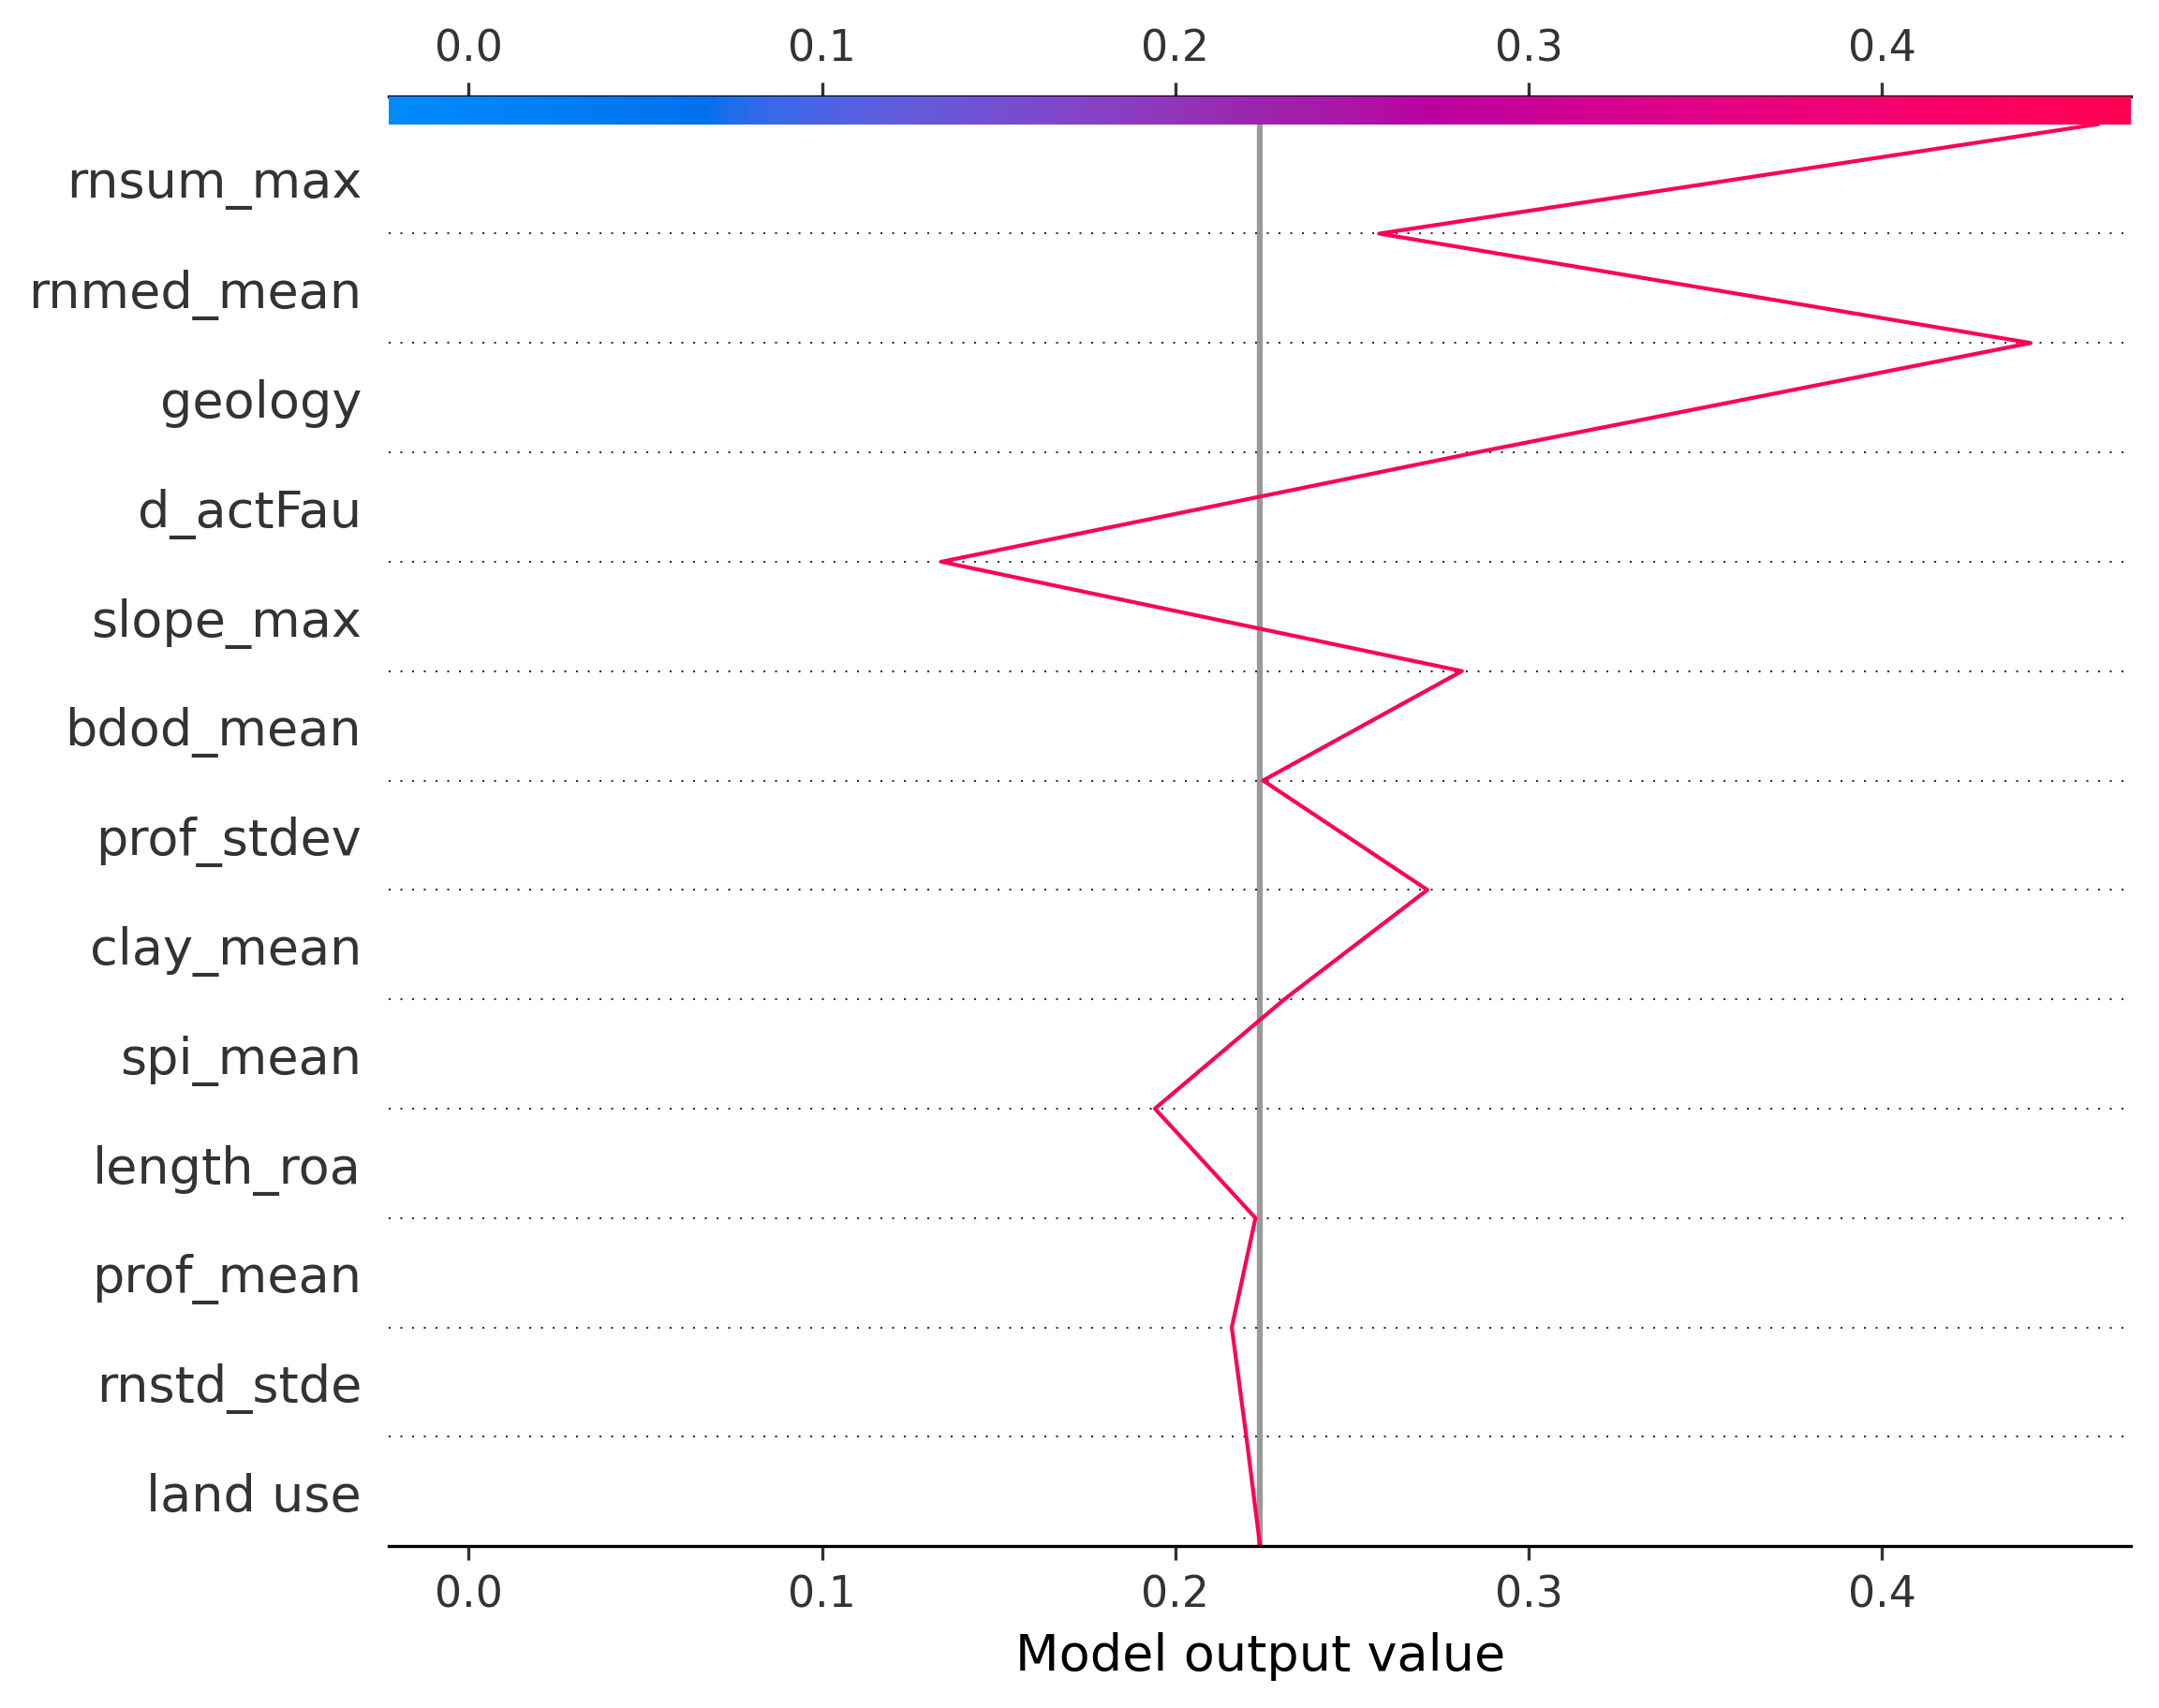 0.0 0.1 0.2 0.3 0.4
rnsum_max
rnmed_mean
geology
d_actFau
slope_max
bdod_mean
prof_stdev
clay_mean
spi_mean
length_roa
prof_mean
rnstd_stde
land use
0.0 0.1 0.2 0.3 0.4
Model output value